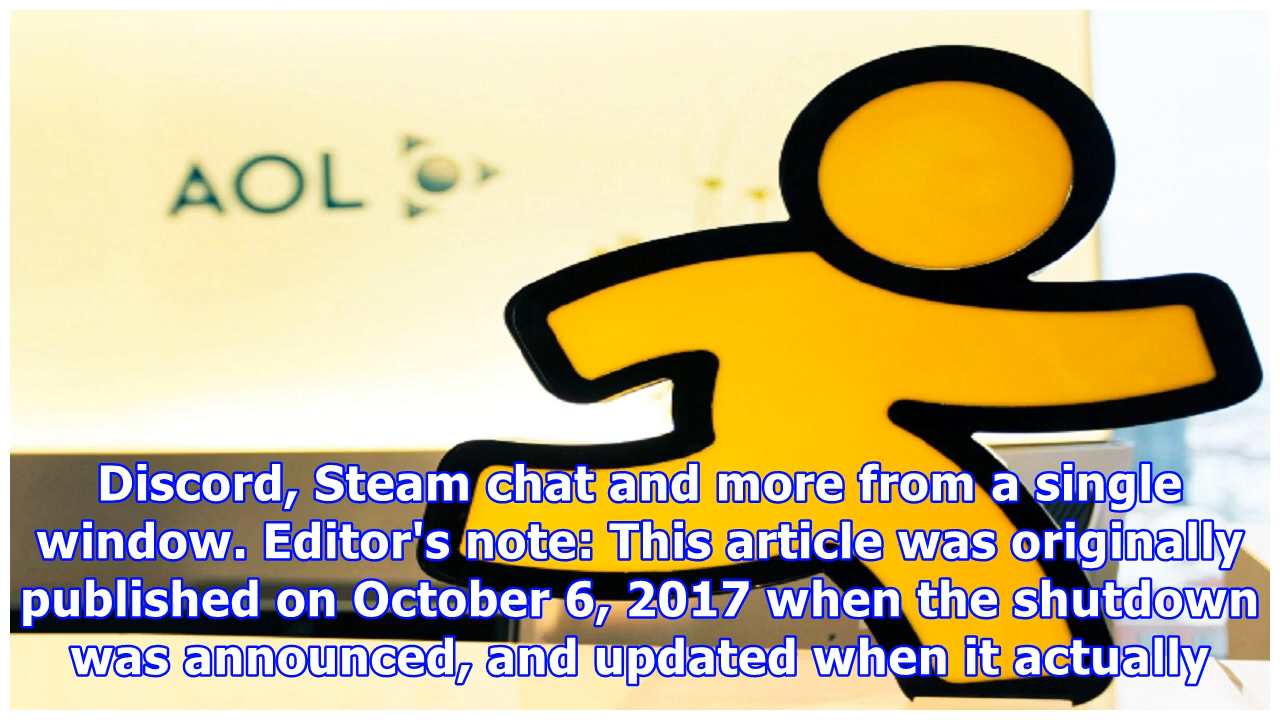 AOL
Discord, Steam chat and more from a single
window. Editor's note: This article was originally
published on October 6, 2017 when the shutdown
was announced, and updated when it actually